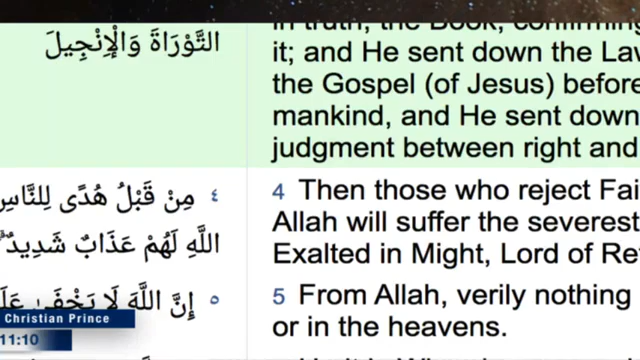 التَّوْرَاةَ وَالْإِنْجِيلَ
٤ مِنْ قَبْلُ هُدًى لِلنَّاسِ
اللَّهِ لَهُمْ عَذَابٌ شَدِيدٌ ۗ
٥ إِنَّ اللَّهَ لَا يَخْفَىٰ
in truth, the Book, confirming
it; and He sent down the Law
the Gospel (of Jesus) before
mankind, and He sent down
judgment between right and
4 Then those who reject
Allah will suffer the severest
Exalted in Might, Lord of
5 From Allah, verily nothing
or in the heavens.
Christian Prince
11:10